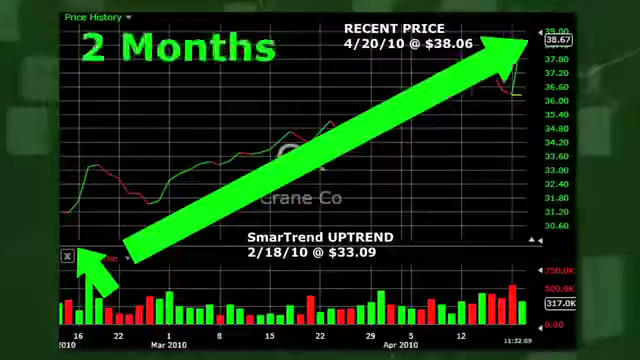 Price History
2 Months
RECENT PRICE
4/20/10 @ $38.06
39.00
38.67
37.80
37.20
36.60
36.00
35.40
34.80
34.20
33.60
33.00
32.40
31.80
31.20
30.60
Crane Co
SmarTrend UPTREND
2/18/10 @ $33.09
X
750.0K
500.0K
317.0K
0.00
16
22
1
8
15
22
29
5
12
2010
Mar 2010
Apr 2010
11:32:09